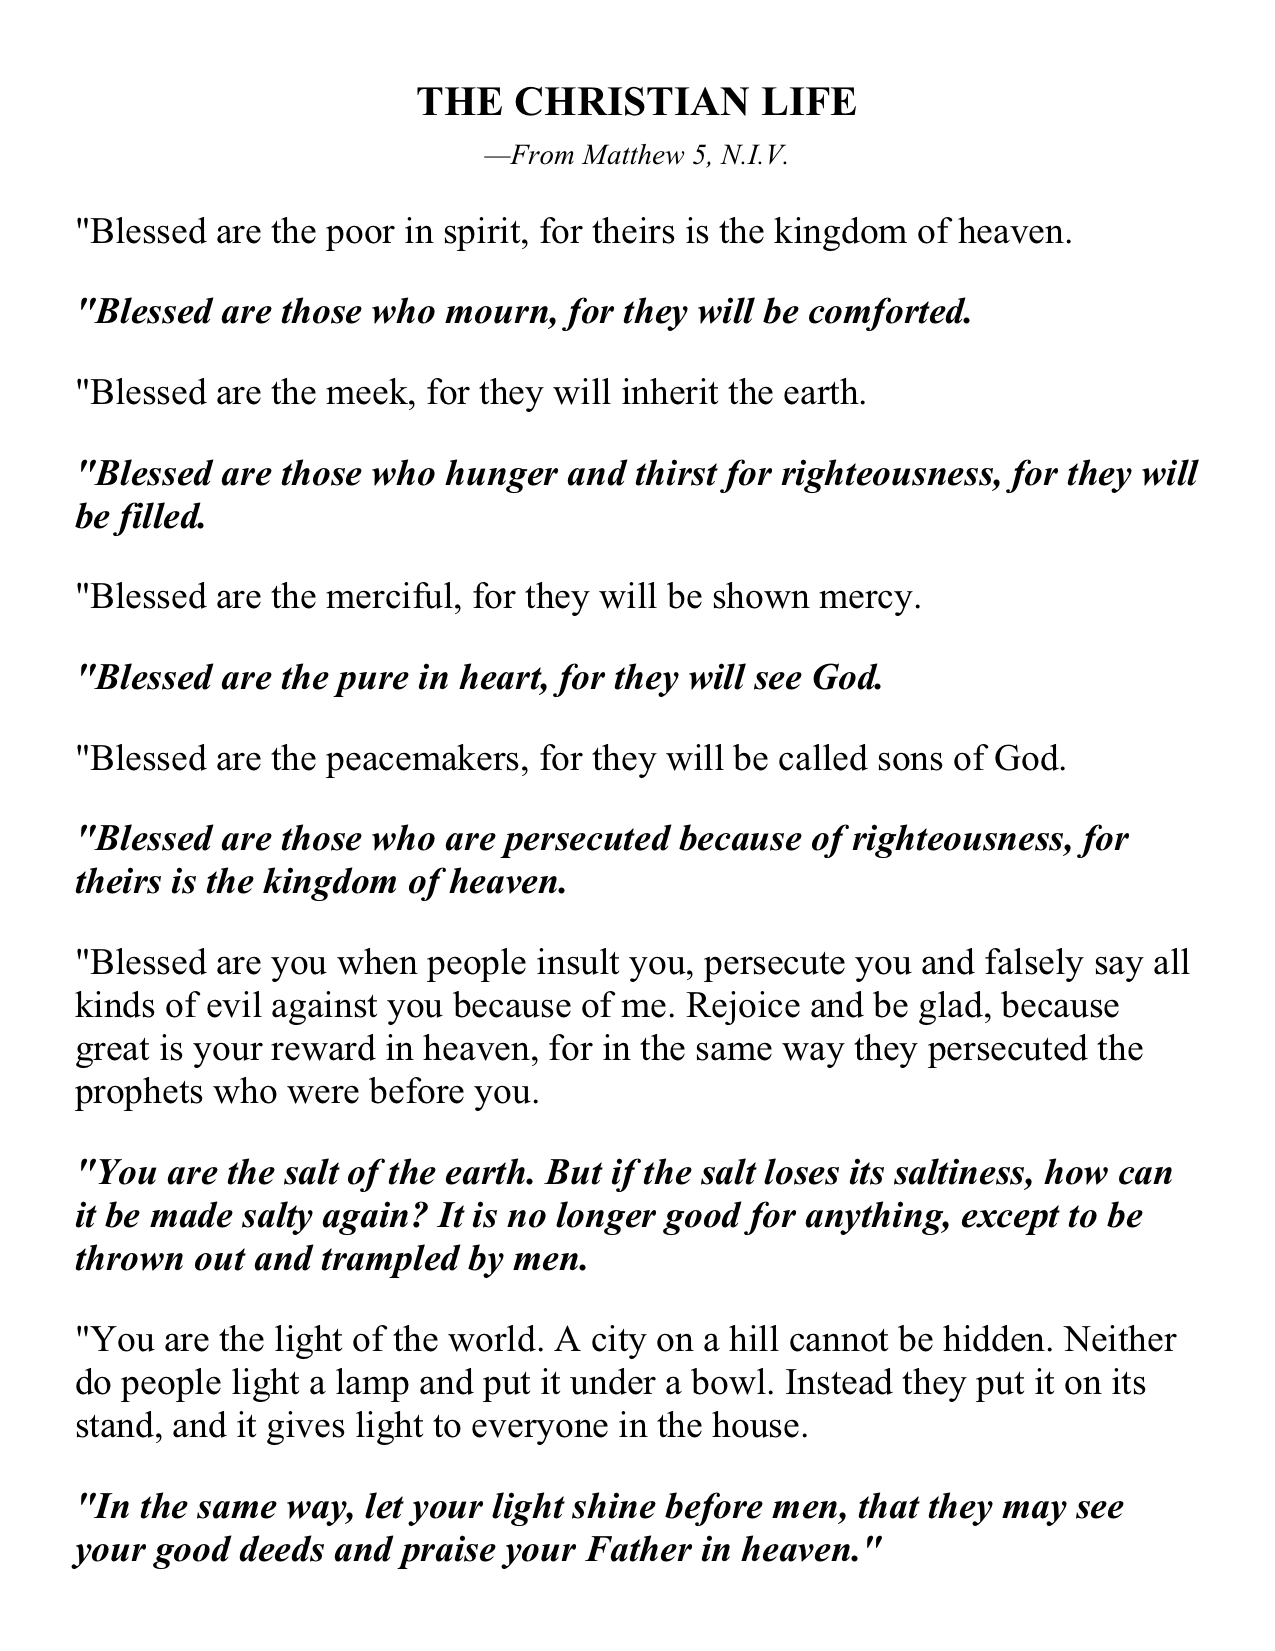 THE CHRISTIAN LIFE
—From Matthew 5, N.I.V.
"Blessed are the poor in spirit, for theirs is the kingdom of heaven.
"Blessed are those who mourn, for they will be comforted.
"Blessed are the meek, for they will inherit the earth.
"Blessed are those who hunger and thirst for righteousness, for they will
be filled.
"Blessed are the merciful, for they will be shown mercy.
"Blessed are the pure in heart, for they will see God.
"Blessed are the peacemakers, for they will be called sons of God.
"Blessed are those who are persecuted because of righteousness, for
theirs is the kingdom of heaven.
"Blessed are you when people insult you, persecute you and falsely say all
kinds of evil against you because of me. Rejoice and be glad, because
great is your reward in heaven, for in the same way they persecuted the
prophets who were before you.
"You are the salt of the earth. But if the salt loses its saltiness, how can
it be made salty again? It is no longer good for anything, except to be
thrown out and trampled by men.
"You are the light of the world. A city on a hill cannot be hidden. Neither
do people light a lamp and put it under a bowl. Instead they put it on its
stand, and it gives light to everyone in the house.
"In the same way, let your light shine before men, that they may see
your good deeds and praise your Father in heaven."